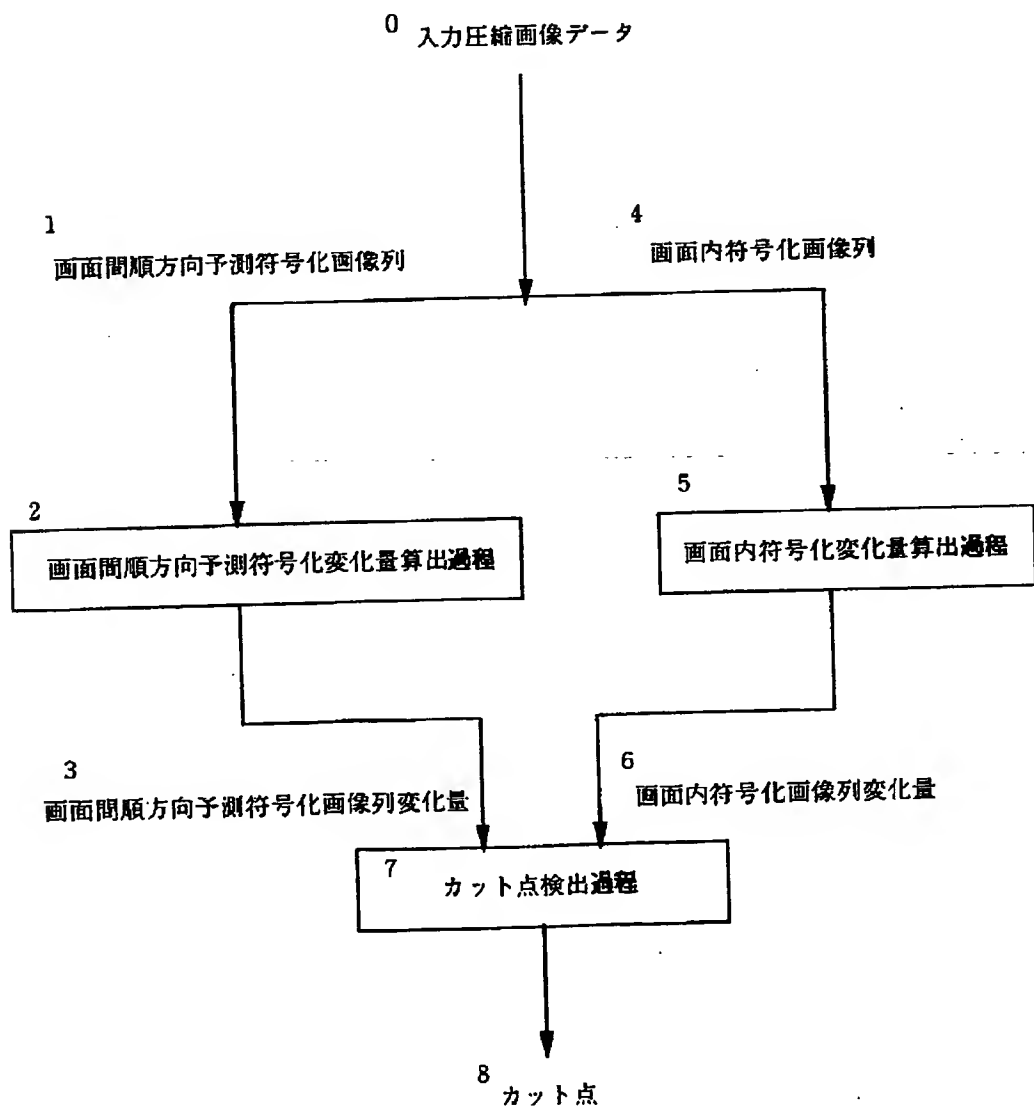 0 入力圧縮画像データ
1
画面間順方向予測符号化画像列
4
画面内符号化画像列
2
画面間順方向予測符号化変化量算出過程
5
画面内符号化変化量算出過程
3
画面間順方向予測符号化画像列変化量
6
画面内符号化画像列変化量
7
カット点検出過程
8 カット点